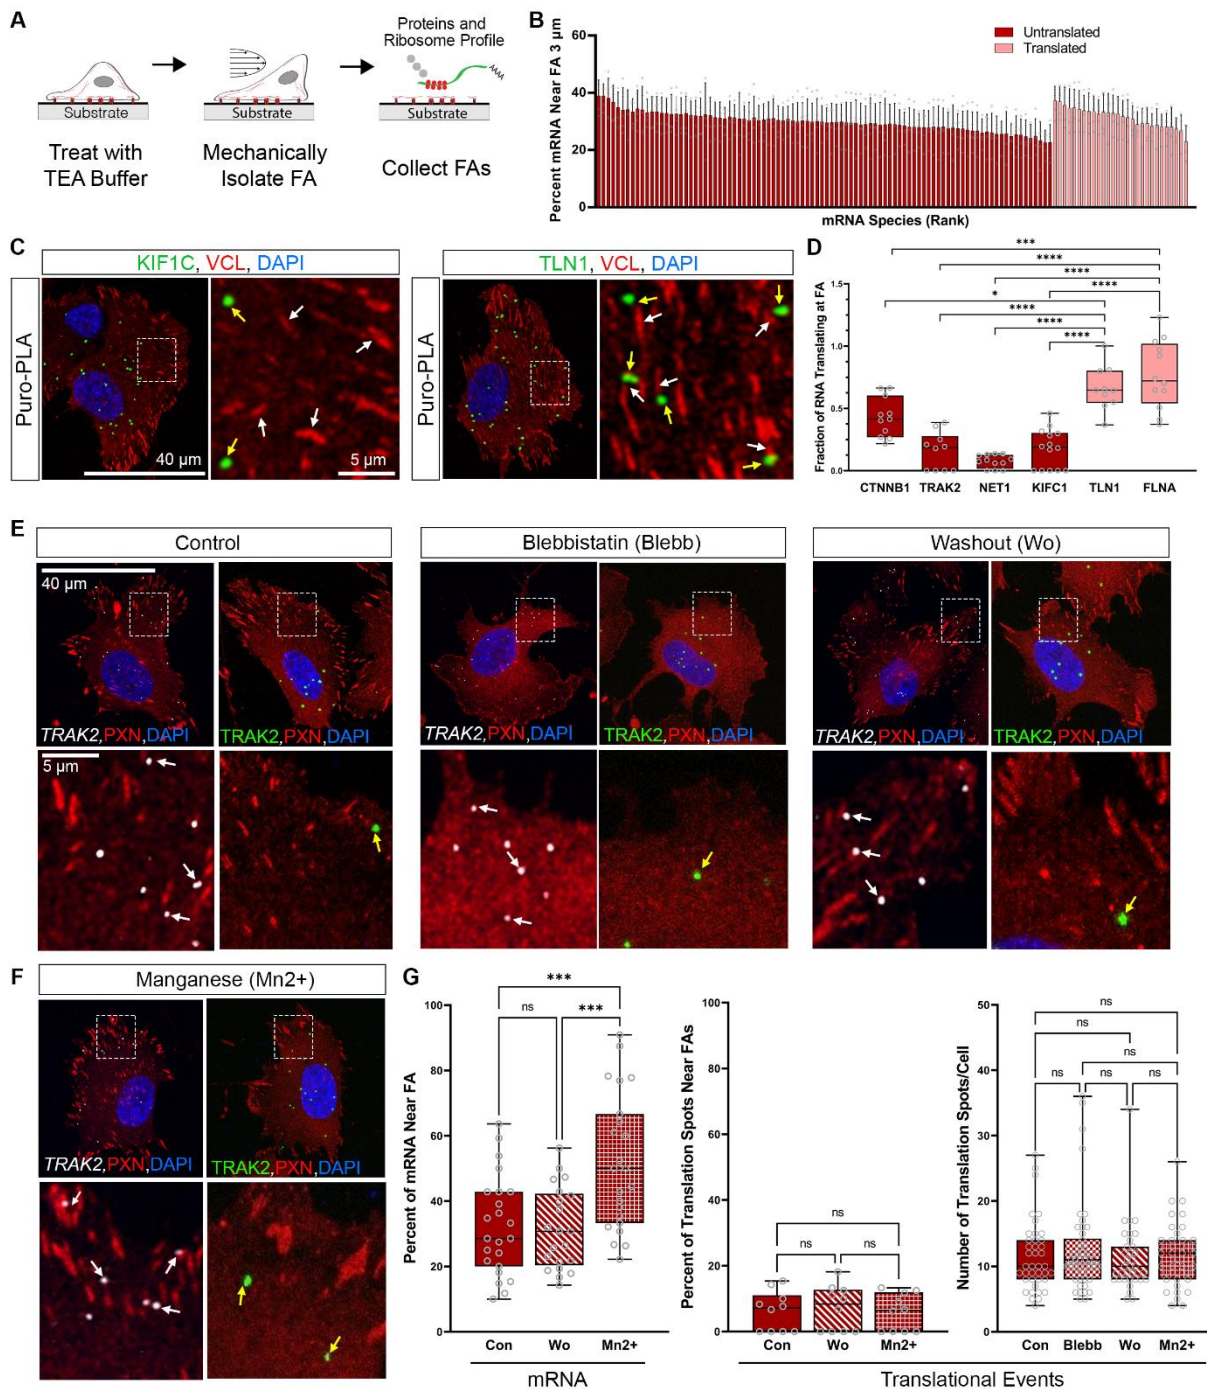 A
Proteins and
Ribosome Profile
AAAA
Substrate
Substrate
Substrate
Treat with
TEA Buffer
Mechanically
Isolate FA
Collect FAs
B
Percent mRNA Near FA 3 µm
60
40
20
0
Untranslated
Translated
mRNA Species (Rank)
C
KIF1C, VCL, DAPI
Puro-PLA
40 µm
5 µm
TLN1, VCL, DAPI
Puro-PLA
D
***
****
****
****
*
****
****
****
Fraction of RNA Translating at FA
1.5
1.0
0.5
0.0
CTNNB1 TRAK2 NET1 KIFC1 TLN1 FLNA
E
Control
Blebbistatin (Blebb)
Washout (Wo)
40 µm
TRAK2,PXN,DAPI
TRAK2,PXN,DAPI
TRAK2,PXN,DAPI
TRAK2,PXN,DAPI
TRAK2,PXN,DAPI
TRAK2,PXN,DAPI
5 µm
F
Manganese (Mn2+)
TRAK2,PXN,DAPI
TRAK2,PXN,DAPI
G
Percent of mRNA Near FA
100
80
60
40
20
0
***
ns
***
Con Wo Mn2+
mRNA
Percent of Translation Spots Near FAs
100
80
60
40
20
0
ns
ns
ns
Con Wo Mn2+
Number of Translation Spots/Cell
50
40
30
20
10
0
ns
ns
ns
ns
ns
ns
Con Blebb Wo Mn2+
Translational Events